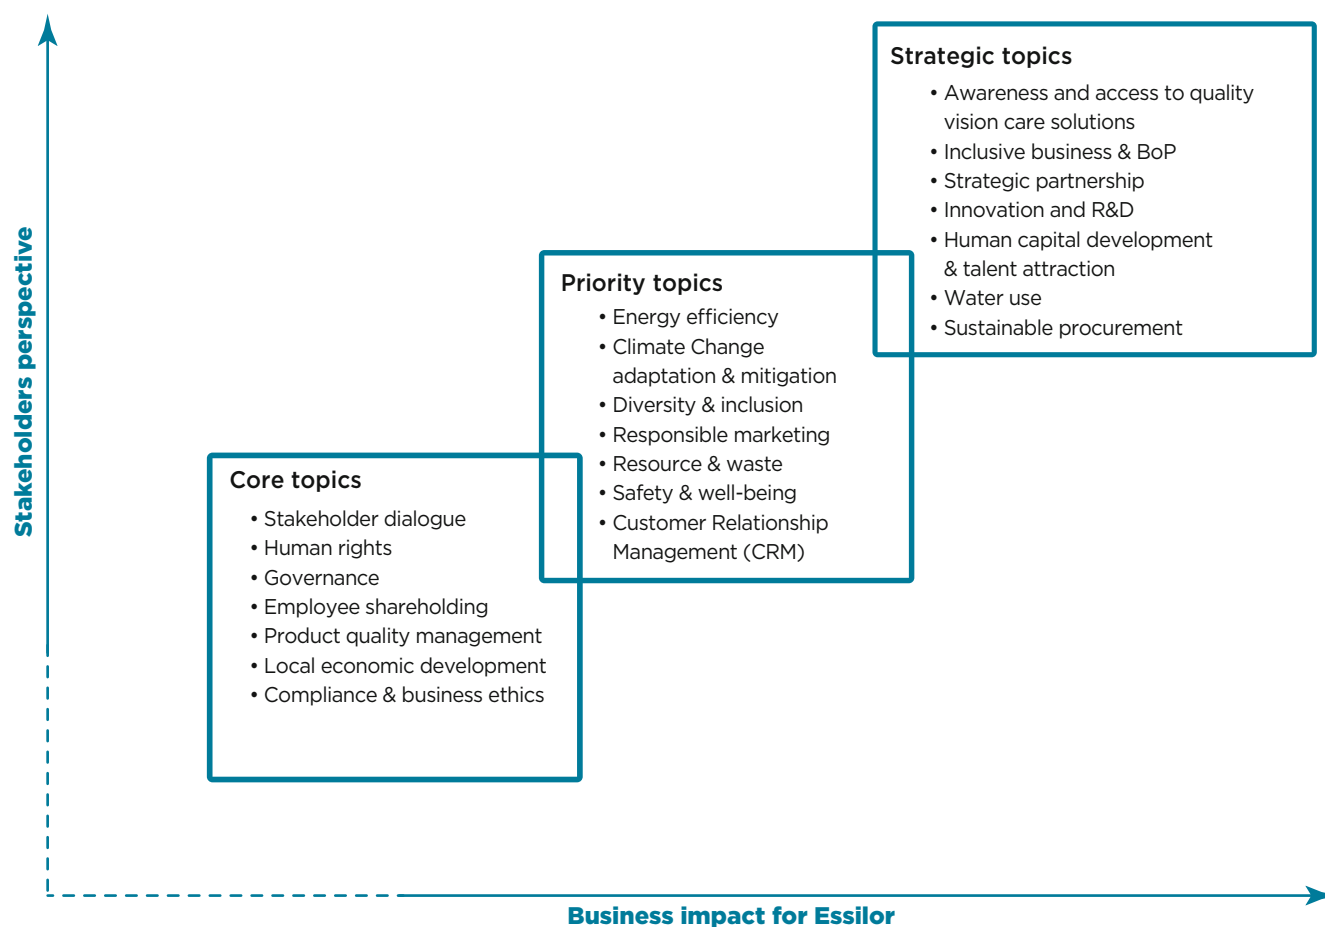 Strategic topics
• Awareness and access to quality
vision care solutions
• Inclusive business & BoP
• Strategic partnership
• Innovation and R&D
• Human capital development
& talent attraction
• Water use
• Sustainable procurement
Priority topics
• Energy efficiency
• Climate Change
adaptation & mitigation
• Diversity & inclusion
• Responsible marketing
• Resource & waste
• Safety & well-being
• Customer Relationship
Management (CRM)
Core topics
• Stakeholder dialogue
• Human rights
• Governance
• Employee shareholding
• Product quality management
• Local economic development
• Compliance & business ethics
Stakeholders perspective
Business impact for Essilor